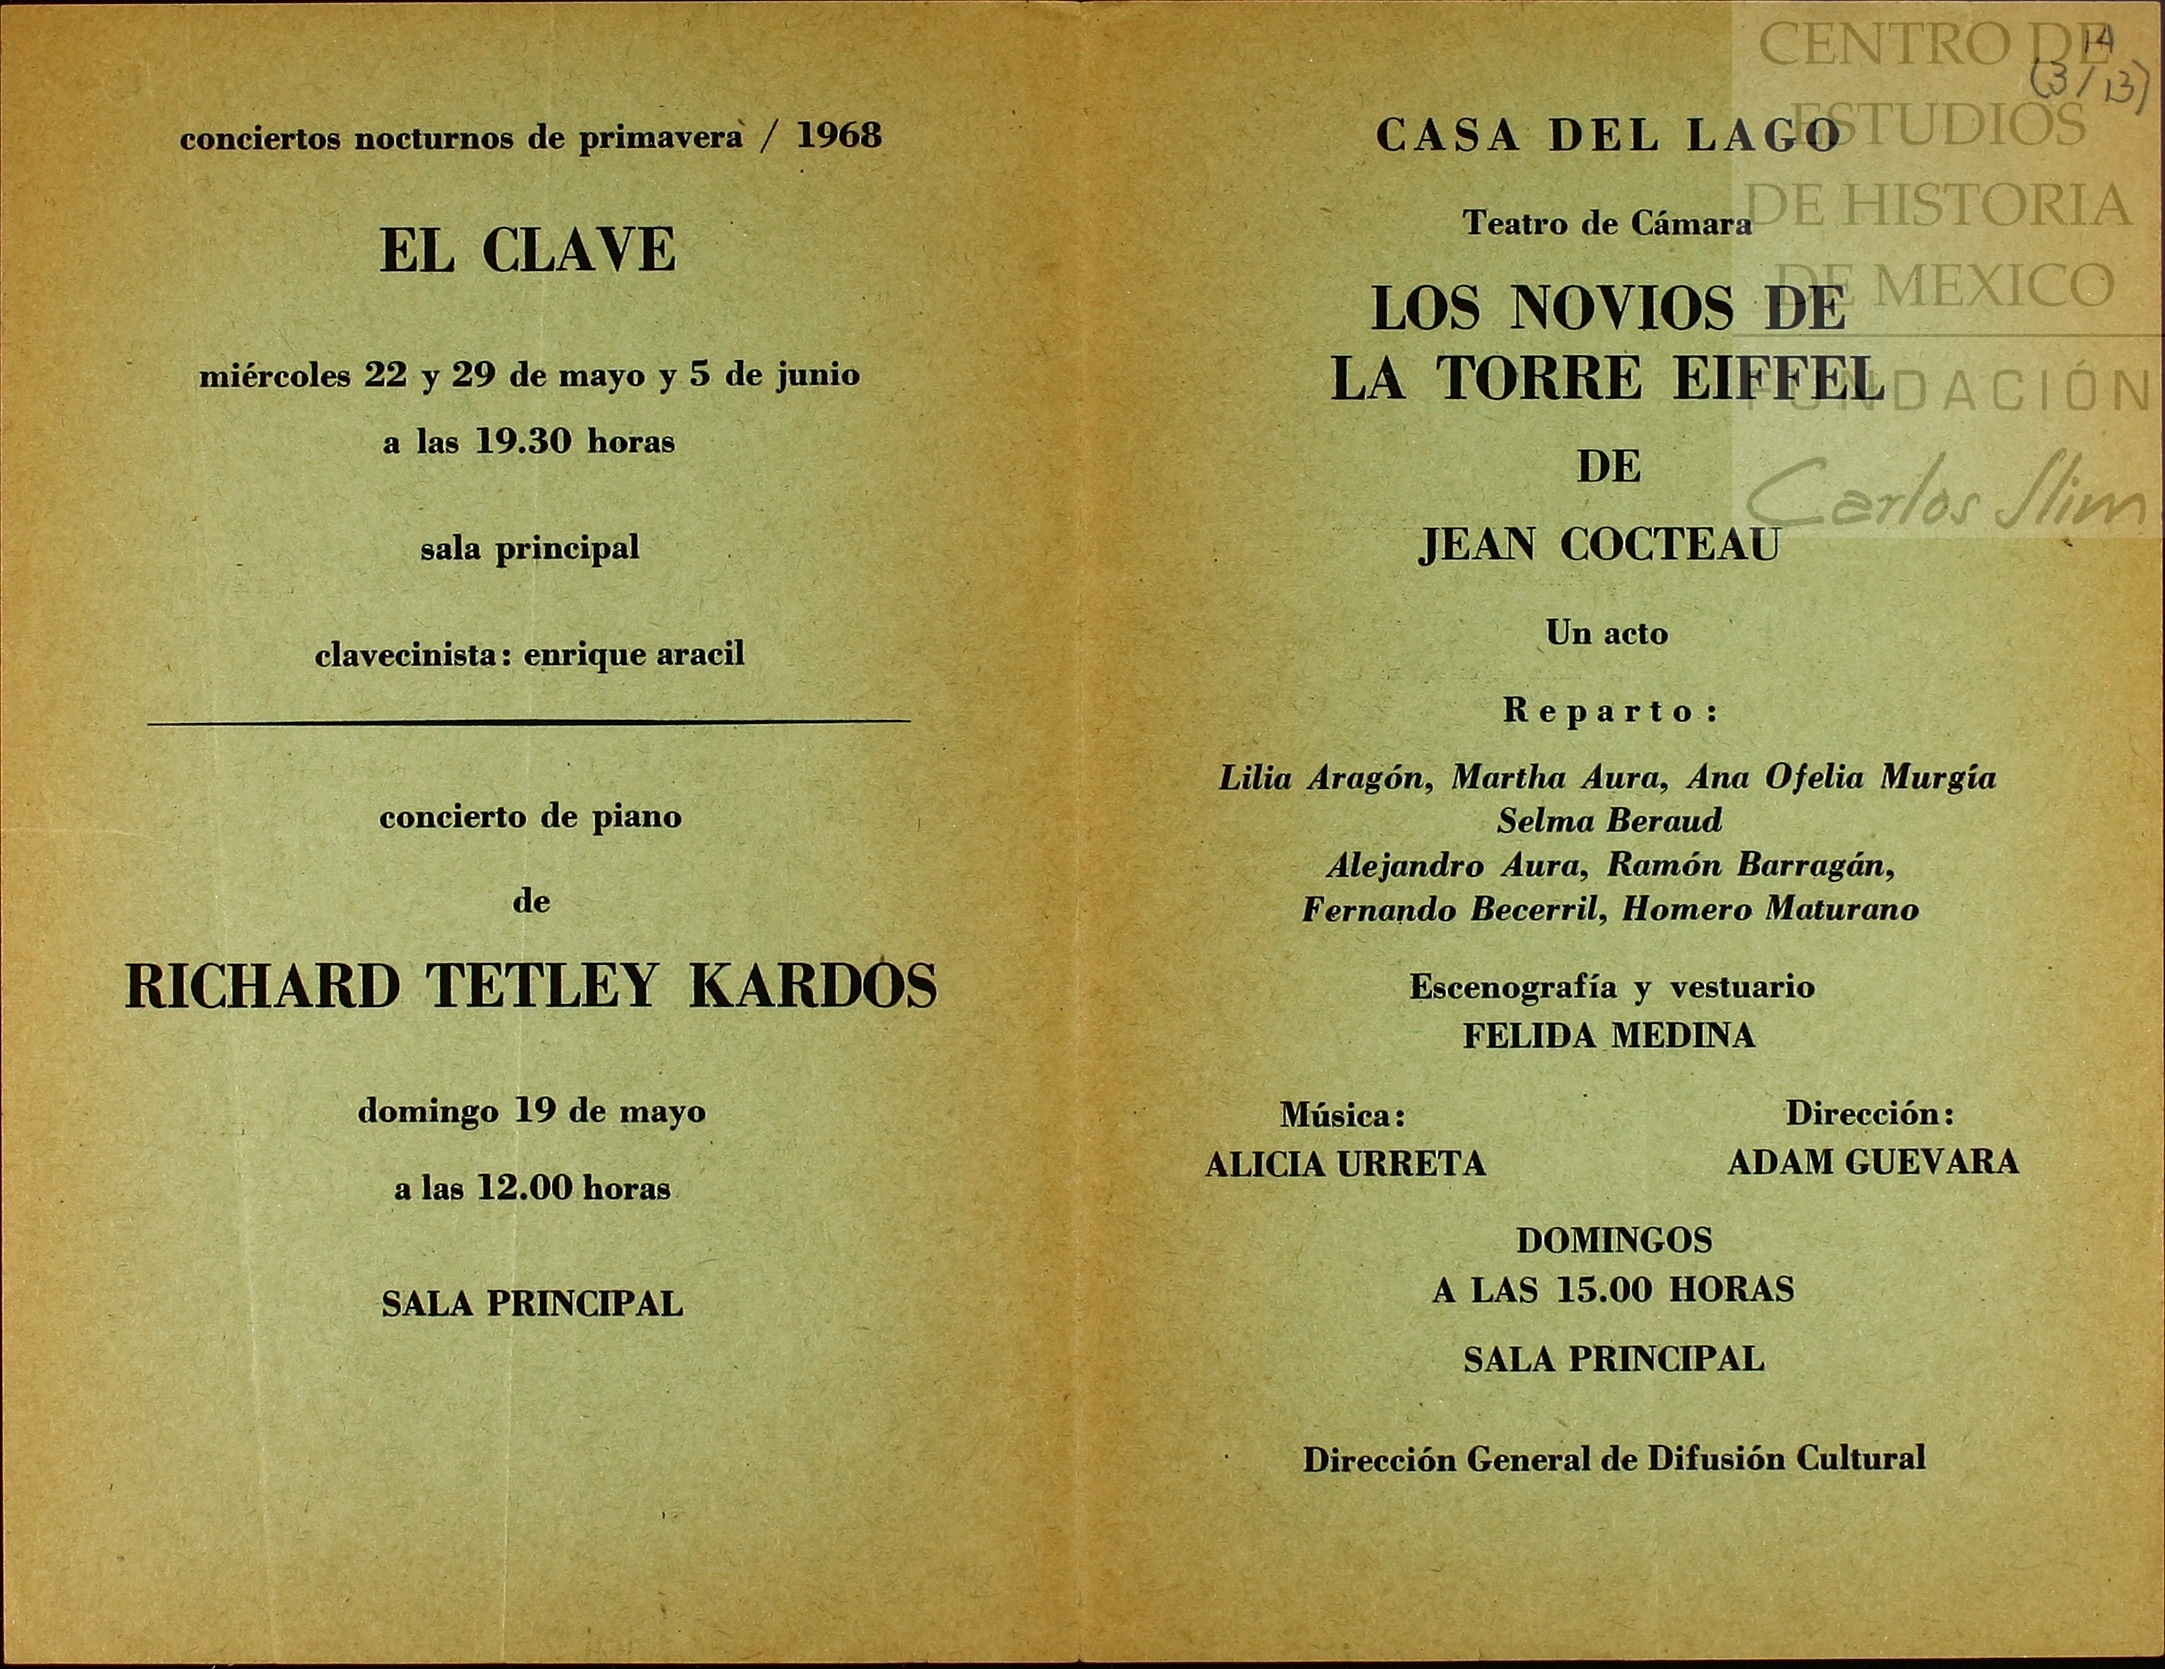 conciertos nocturnos de primavera / 1968
EL CLAVE
miércoles 22 y 29 de mayo y 5 de junio
a las 19.30 horas
sala principal
clavecinista: enrique aracil
concierto de piano
de
RICHARD TETLEY KARDOS
domingo 19 de mayo
a las 12.00 horas
SALA PRINCIPAL
CASA DEL LAGO
Teatro de Cámara
LOS NOVIOS DE
LA TORRE EIFFEL
DE
JEAN COCTEAU
Un acto
Reparto:
Lilia Aragón, Martha Aura, Ana Ofelia Murgía
Selma Beraud
Alejandro Aura, Ramón Barragán,
Fernando Becerril, Homero Maturano
Escenografía y vestuario
FELIDA MEDINA
Música:
ALICIA URRETA
Dirección:
ADAM GUEVARA
DOMINGOS
A LAS 15.00 HORAS
SALA PRINCIPAL
Dirección General de Difusión Cultural
14
(3/13)
CENTRO DE
ESTUDIOS
DE HISTORIA
DE MEXICO
FUNDACIÓN
Carlos Slim